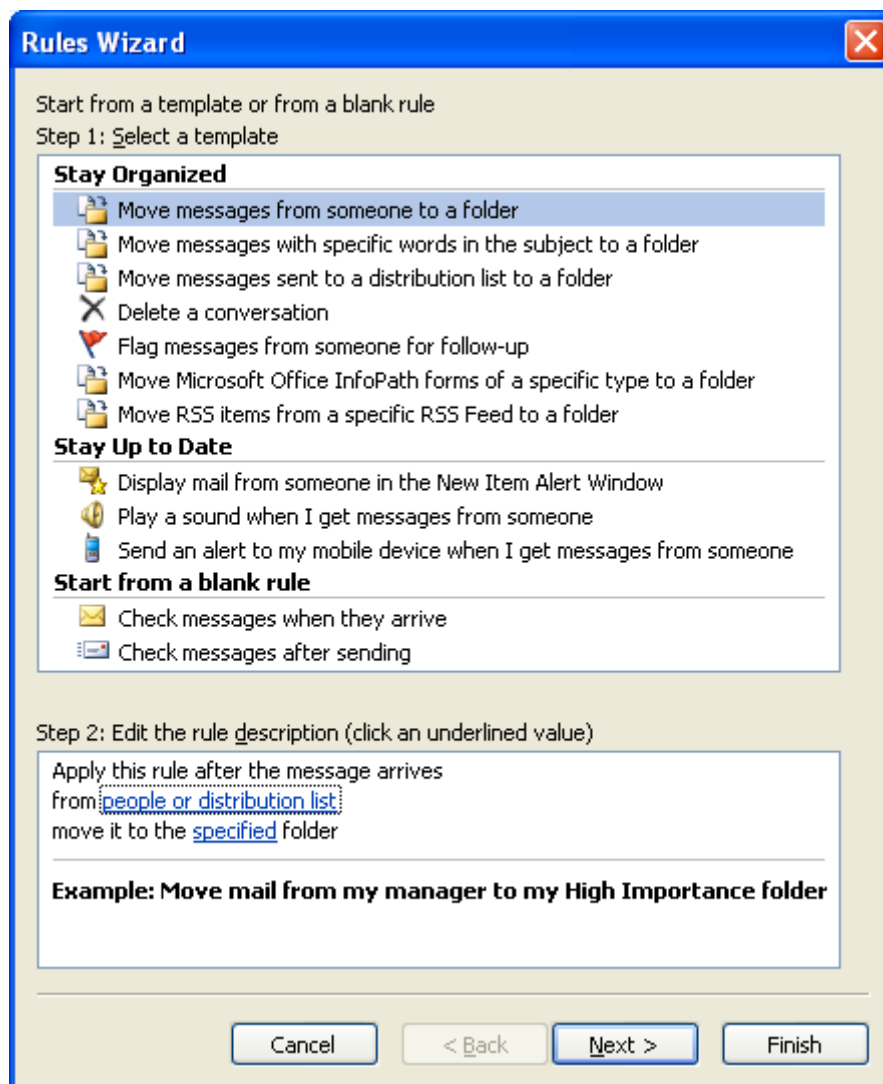 Rules Wizard
Start from a template or from a blank rule
Step 1: Select a template
Stay Organized
Move messages from someone to a folder
Move messages with specific words in the subject to a folder
Move messages sent to a distribution list to a folder
Delete a conversation
Flag messages from someone for follow-up
Move Microsoft Office InfoPath forms of a specific type to a folder
Move RSS items from a specific RSS Feed to a folder
Stay Up to Date
Display mail from someone in the New Item Alert Window
Play a sound when I get messages from someone
Send an alert to my mobile device when I get messages from someone
Start from a blank rule
Check messages when they arrive
Check messages after sending
Step 2: Edit the rule description (click an underlined value)
Apply this rule after the message arrives
from people or distribution list
move it to the specified folder
Example: Move mail from my manager to my High Importance folder
Cancel < Back Next > Finish